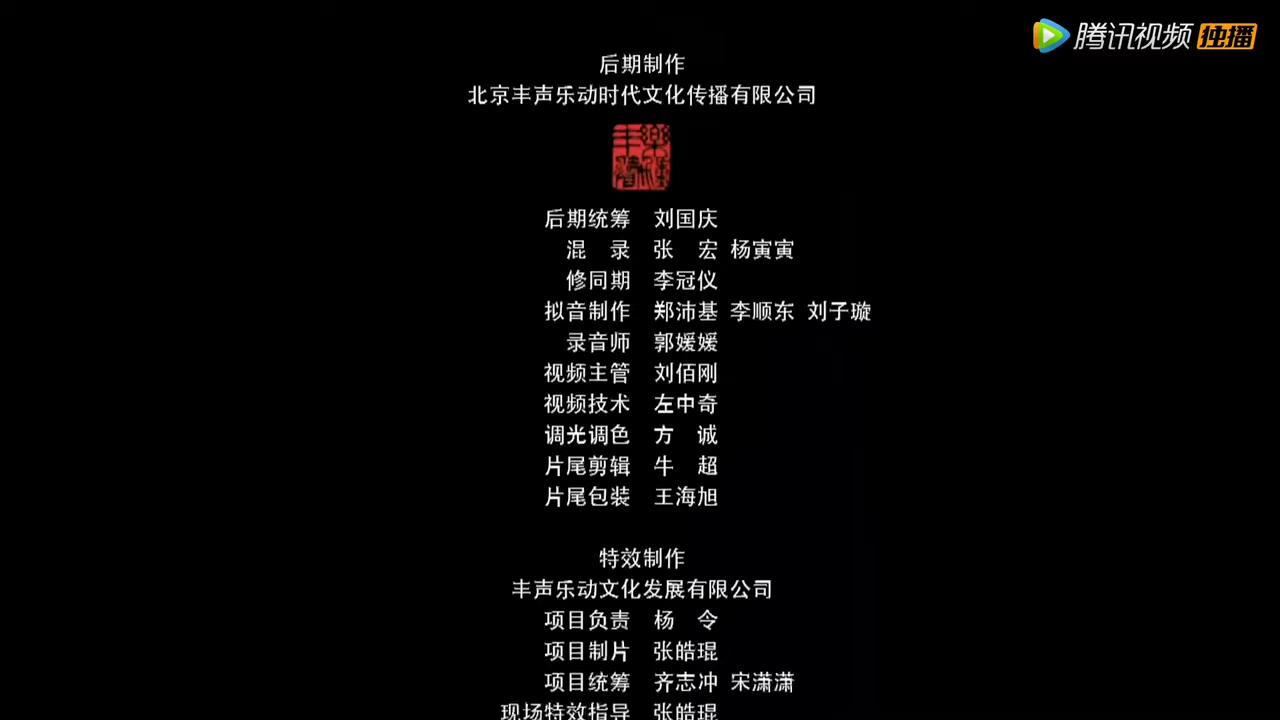 腾讯视频 独播
后期制作
北京丰声乐动时代文化传播有限公司
后期统筹 刘国庆
混 录 张 宏 杨寅寅
修同期 李冠仪
拟音制作 郑沛基 李顺东 刘子璇
录音师 郭媛媛
视频主管 刘佰刚
视频技术 左中奇
调光调色 方 诚
片尾剪辑 牛 超
片尾包装 王海旭
特效制作
丰声乐动文化发展有限公司
项目负责 杨 令
项目制片 张皓琨
项目统筹 齐志冲 宋潇潇
现场特效指导 张皓琨